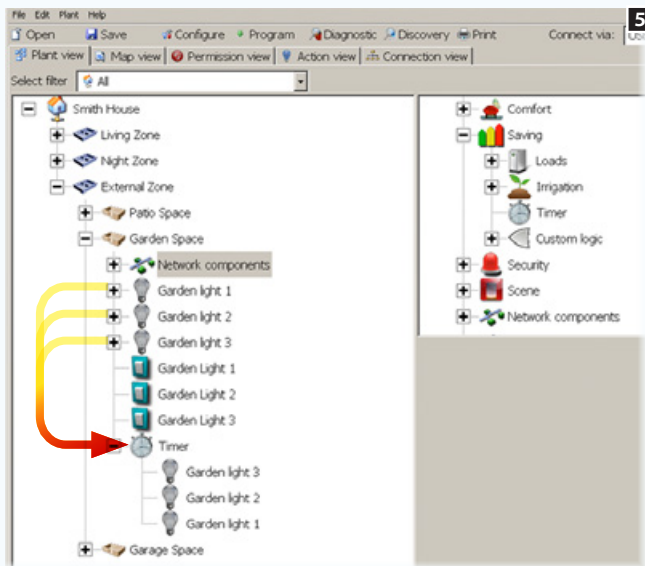 File Edit Plant Help
5
Open Save Configure Program Diagnostic Discovery Print Connect via:
Plant view Map view Permission view Action view Connection view
Select filter All
Smith House
Living Zone
Night Zone
External Zone
Patio Space
Garden Space
Network components
Garden light 1
Garden light 2
Garden light 3
Garden Light 1
Garden Light 2
Garden Light 3
Timer
Garden light 3
Garden light 2
Garden light 1
Garage Space
Comfort
Saving
Loads
Irrigation
Timer
Custom logic
Security
Scene
Network components